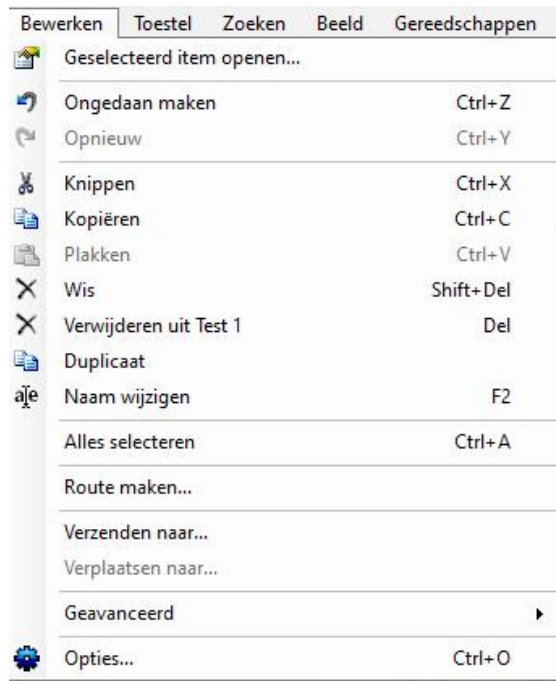 Bewerken Toestel Zoeken Beeld Gereedschappen
Geselecteerd item openen...
Ongedaan maken Ctrl+Z
Opnieuw Ctrl+Y
Knippen Ctrl+X
Kopiëren Ctrl+C
Plakken Ctrl+V
Wis Shift+Del
Verwijderen uit Test 1 Del
Duplicaat
Naam wijzigen F2
Alles selecteren Ctrl+A
Route maken...
Verzenden naar...
Verplaatsen naar...
Geavanceerd
Opties... Ctrl+O